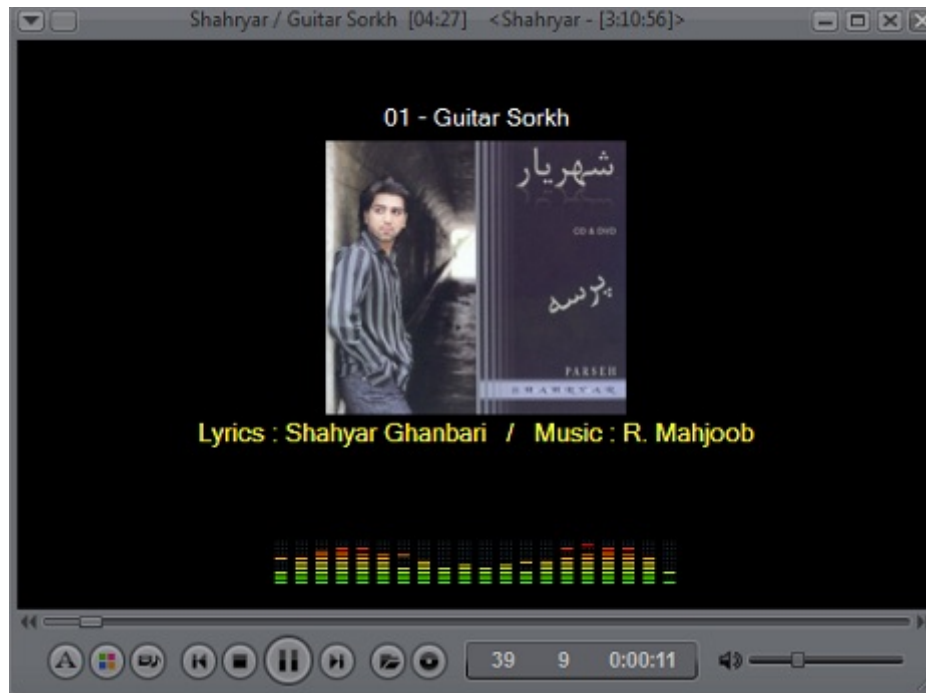 Shahryar / Guitar Sorkh [04:27] <Shahryar - [3:10:56]>
01 - Guitar Sorkh
شهریار
CD & DVD
پرسه
PARSEH
SHAHRYAR
Lyrics : Shahyar Ghanbari / Music : R. Mahjoob
A
39 9 0:00:11